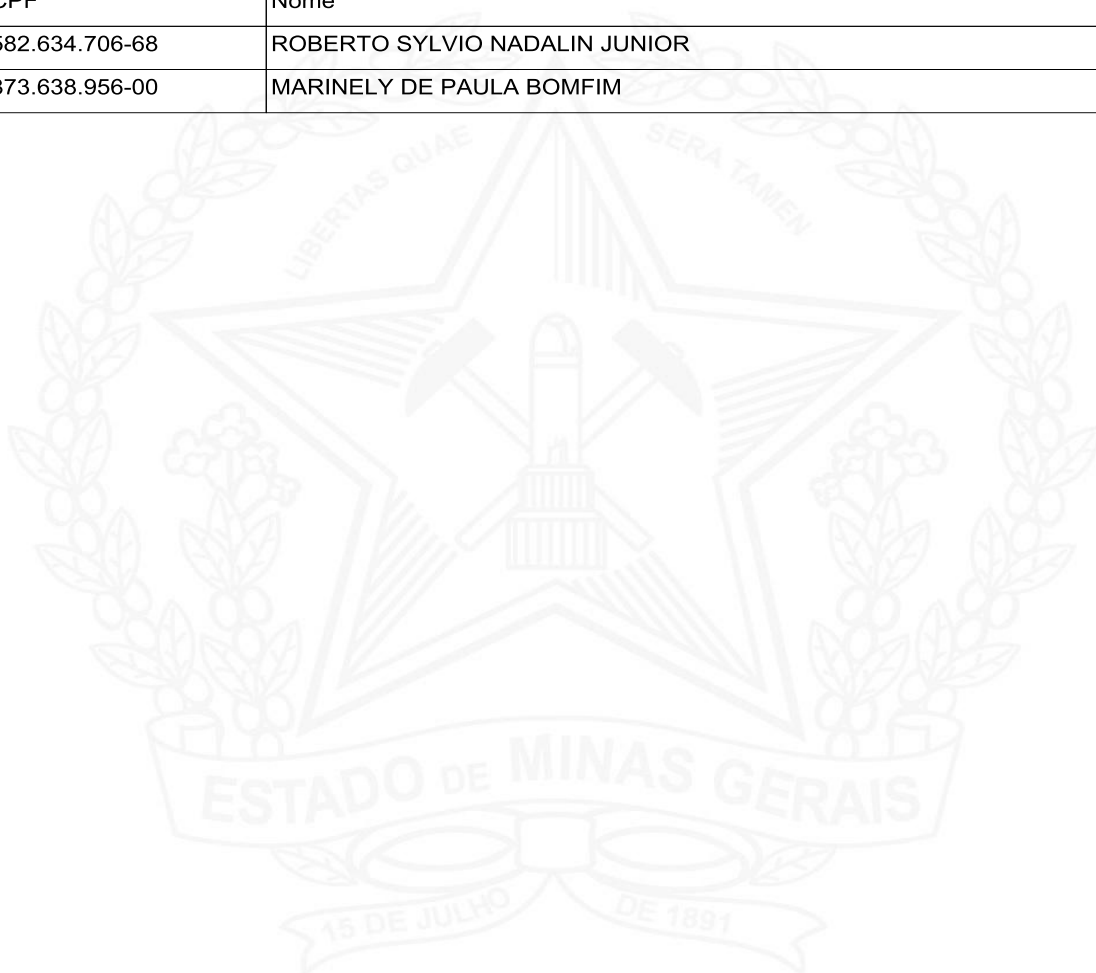 CPF Nome
582.634.706-68 ROBERTO SYLVIO NADALIN JUNIOR
873.638.956-00 MARINELY DE PAULA BOMFIM
LIBERTAS QUAE SERA TAMEN
ESTADO DE MINAS GERAIS
15 DE JULHO DE 1891